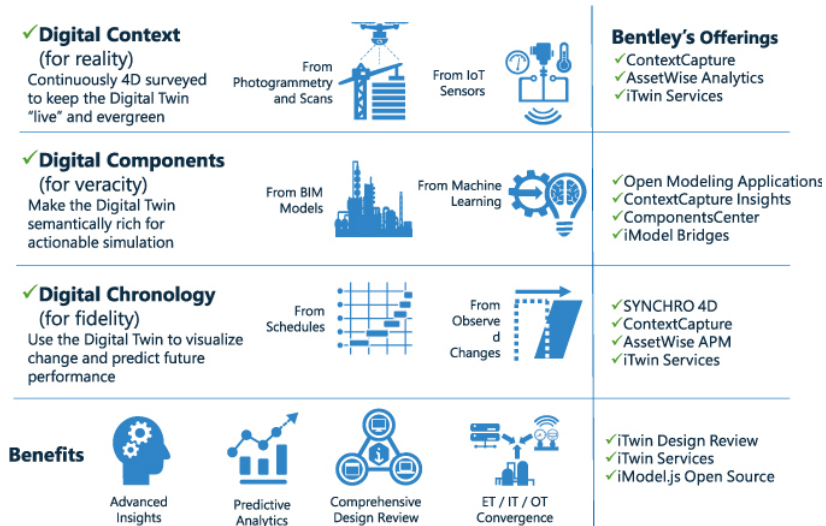 ✓Digital Context
(for reality)
Continuously 4D surveyed
to keep the Digital Twin
"live" and evergreen
From
Photogrammetry
and Scans
From IoT
Sensors
Bentley's Offerings
✓ContextCapture
✓AssetWise Analytics
✓iTwin Services
✓Digital Components
(for veracity)
Make the Digital Twin
semantically rich for
actionable simulation
From BIM
Models
From Machine
Learning
✓Open Modeling Applications
✓ContextCapture Insights
✓ComponentsCenter
✓iModel Bridges
✓Digital Chronology
(for fidelity)
Use the Digital Twin to visualize
change and predict future
performance
From
Schedules
From
Observe
d
Changes
✓SYNCHRO 4D
✓ContextCapture
✓AssetWise APM
✓iTwin Services
Benefits
Advanced
Insights
Predictive
Analytics
Comprehensive
Design Review
ET / IT / OT
Convergence
✓iTwin Design Review
✓iTwin Services
✓iModel.js Open Source